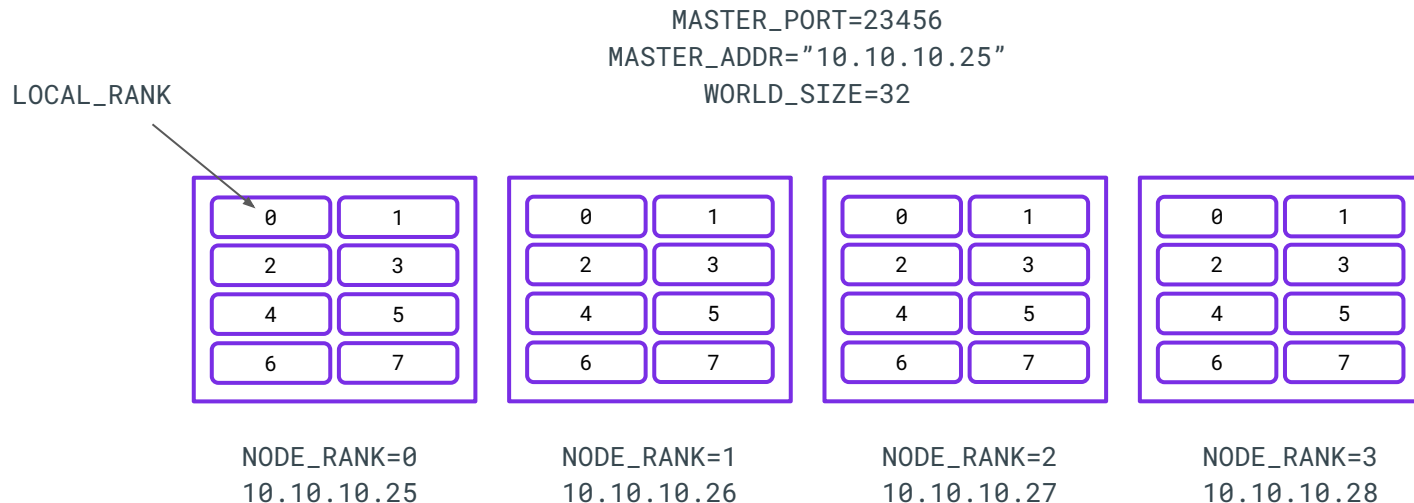 MASTER_PORT=23456
MASTER_ADDR=”10.10.10.25”
WORLD_SIZE=32
LOCAL_RANK
0 1
2 3
4 5
6 7
NODE_RANK=0
10.10.10.25
0 1
2 3
4 5
6 7
NODE_RANK=1
10.10.10.26
0 1
2 3
4 5
6 7
NODE_RANK=2
10.10.10.27
0 1
2 3
4 5
6 7
NODE_RANK=3
10.10.10.28